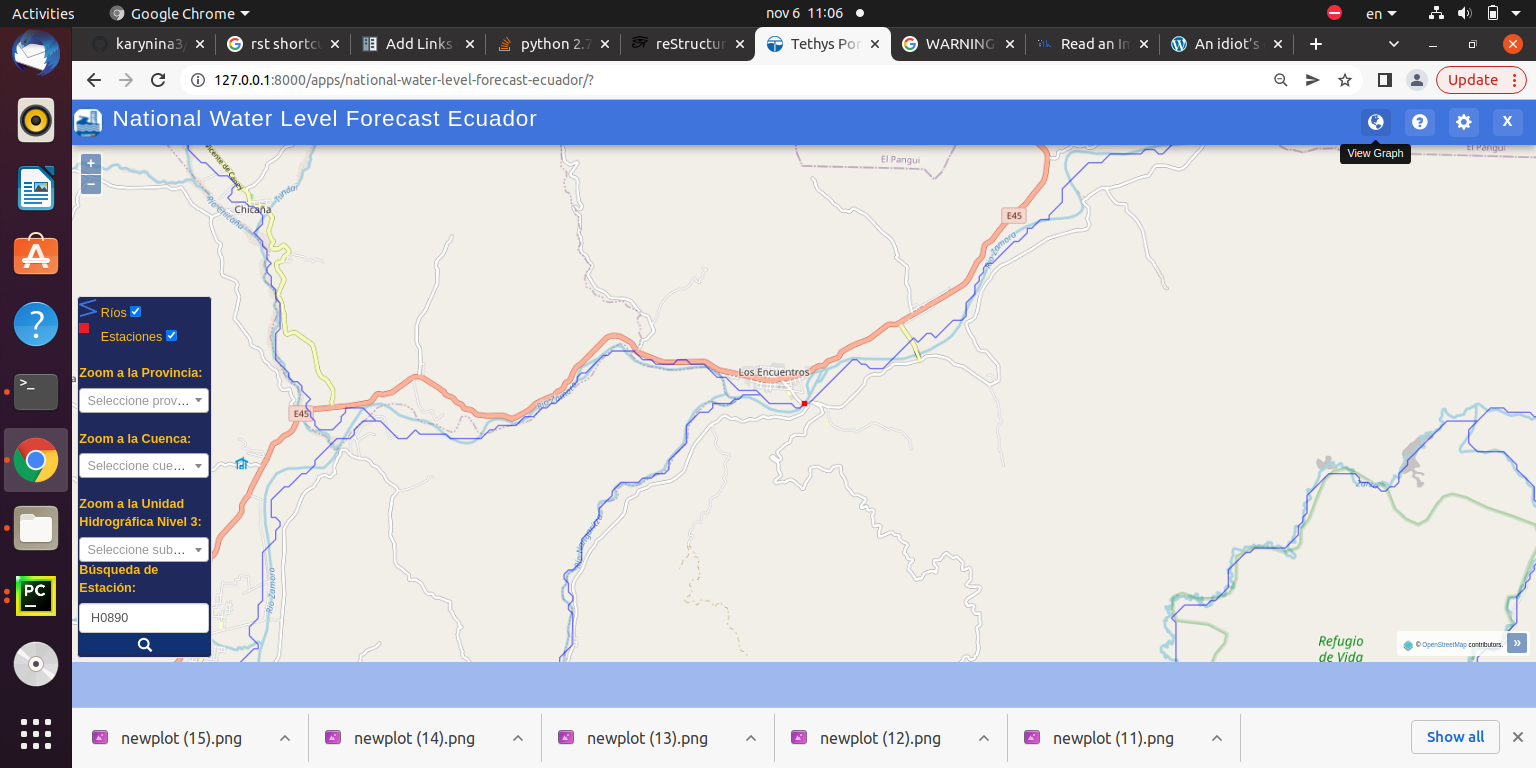 Activities
Google Chrome
nov 6 11:06
en
karynina3/
rst shortcu
Add Links
python 2.7
reStructur
Tethys Por
WARNING
Read an Im
An idiot's
127.0.0.1:8000/apps/national-water-level-forecast-ecuador/?
Update
National Water Level Forecast Ecuador
X
View Graph
+
−
El Pangui
El Pangui
Chicaña
Río Chicaña
E45
Río Zamora
Ríos
Estaciones
Zoom a la Provincia:
Seleccione prov…
Los Encuentros
Río Zamora
E45
Zoom a la Cuenca:
Seleccione cue…
Zoom a la Unidad
Hidrográfica Nivel 3:
Seleccione sub…
Búsqueda de
Estación:
H0890
Río Zamora
Refugio
de Vida
© OpenStreetMap contributors.
»
>_
PC
newplot (15).png
newplot (14).png
newplot (13).png
newplot (12).png
newplot (11).png
Show all